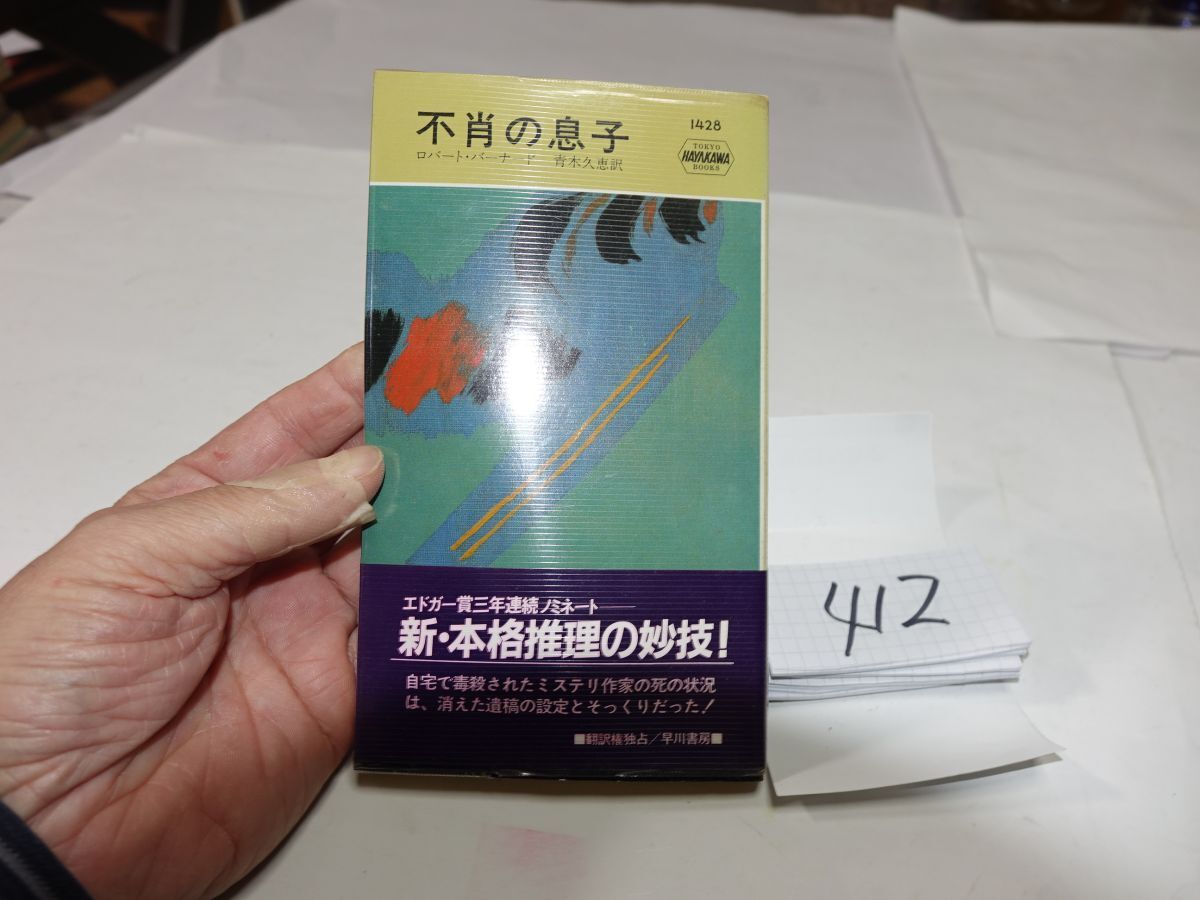 不肖の息子
ロバート・バーナード 青木久恵訳
1428
TOKYO
HAYAKAWA
BOOKS
エドガー賞三年連続ノミネート——
新・本格推理の妙技!
自宅で毒殺されたミステリ作家の死の状況
は、消えた遺稿の設定とそっくりだった!
■翻訳権独占/早川書房■
412